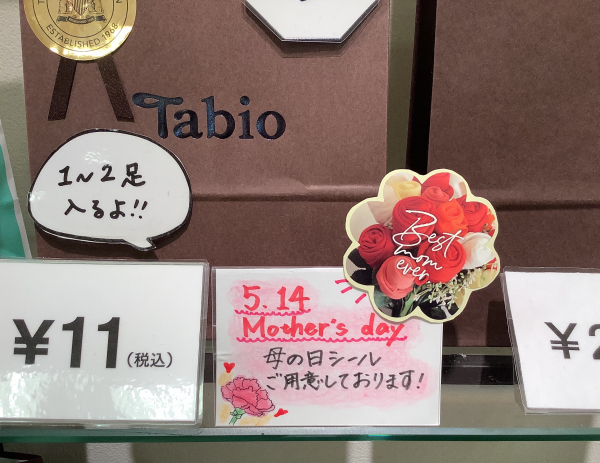 ESTABLISHED 1968
Tabio
1～2足
入るよ!!
Best
mom
ever
¥11(税込)
5.14
Mother's day
母の日シール
ご用意しております!
¥2